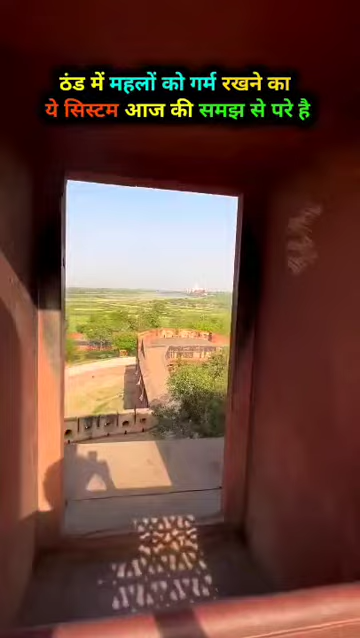 ठंड में महलों को गर्म रखने का
ये सिस्टम आज की समझ से परे है